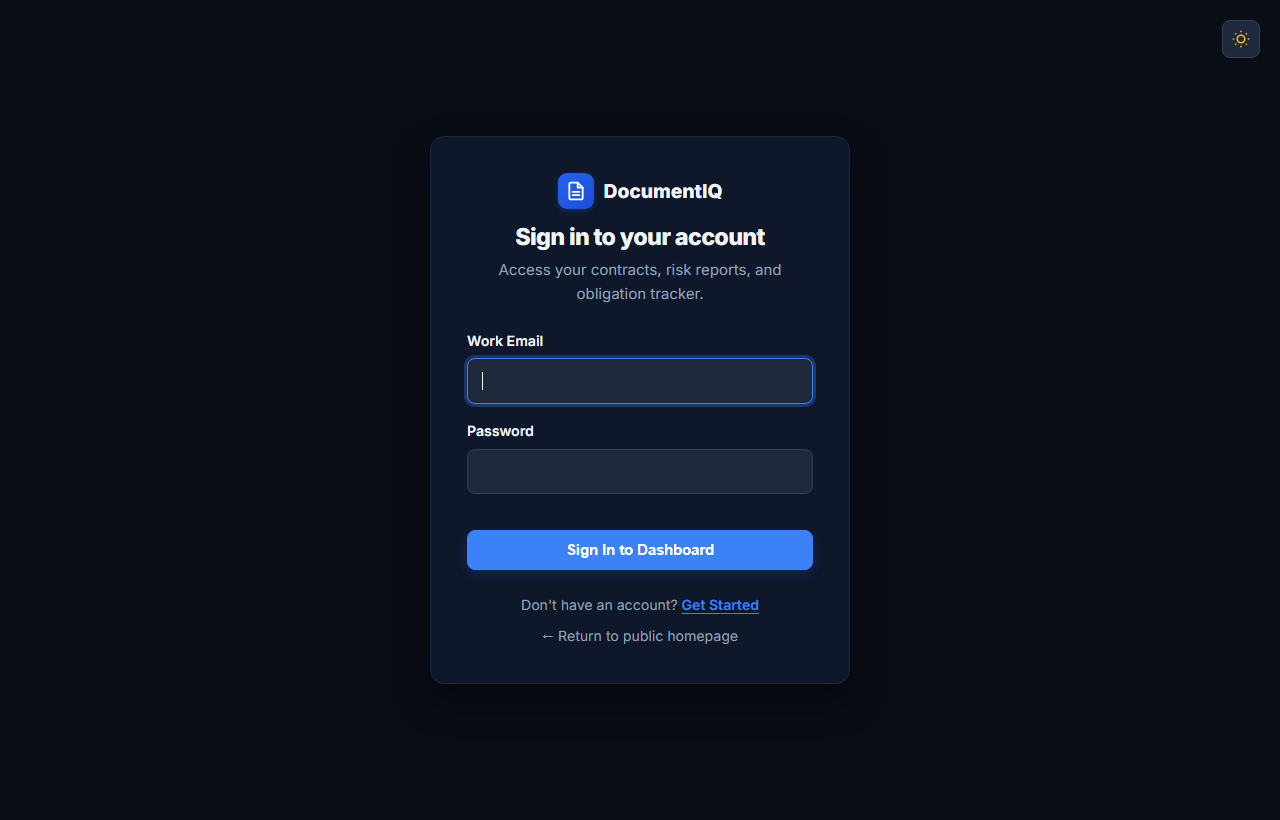 DocumentIQ
Sign in to your account
Access your contracts, risk reports, and
obligation tracker.
Work Email
Password
Sign In to Dashboard
Don't have an account? Get Started
← Return to public homepage